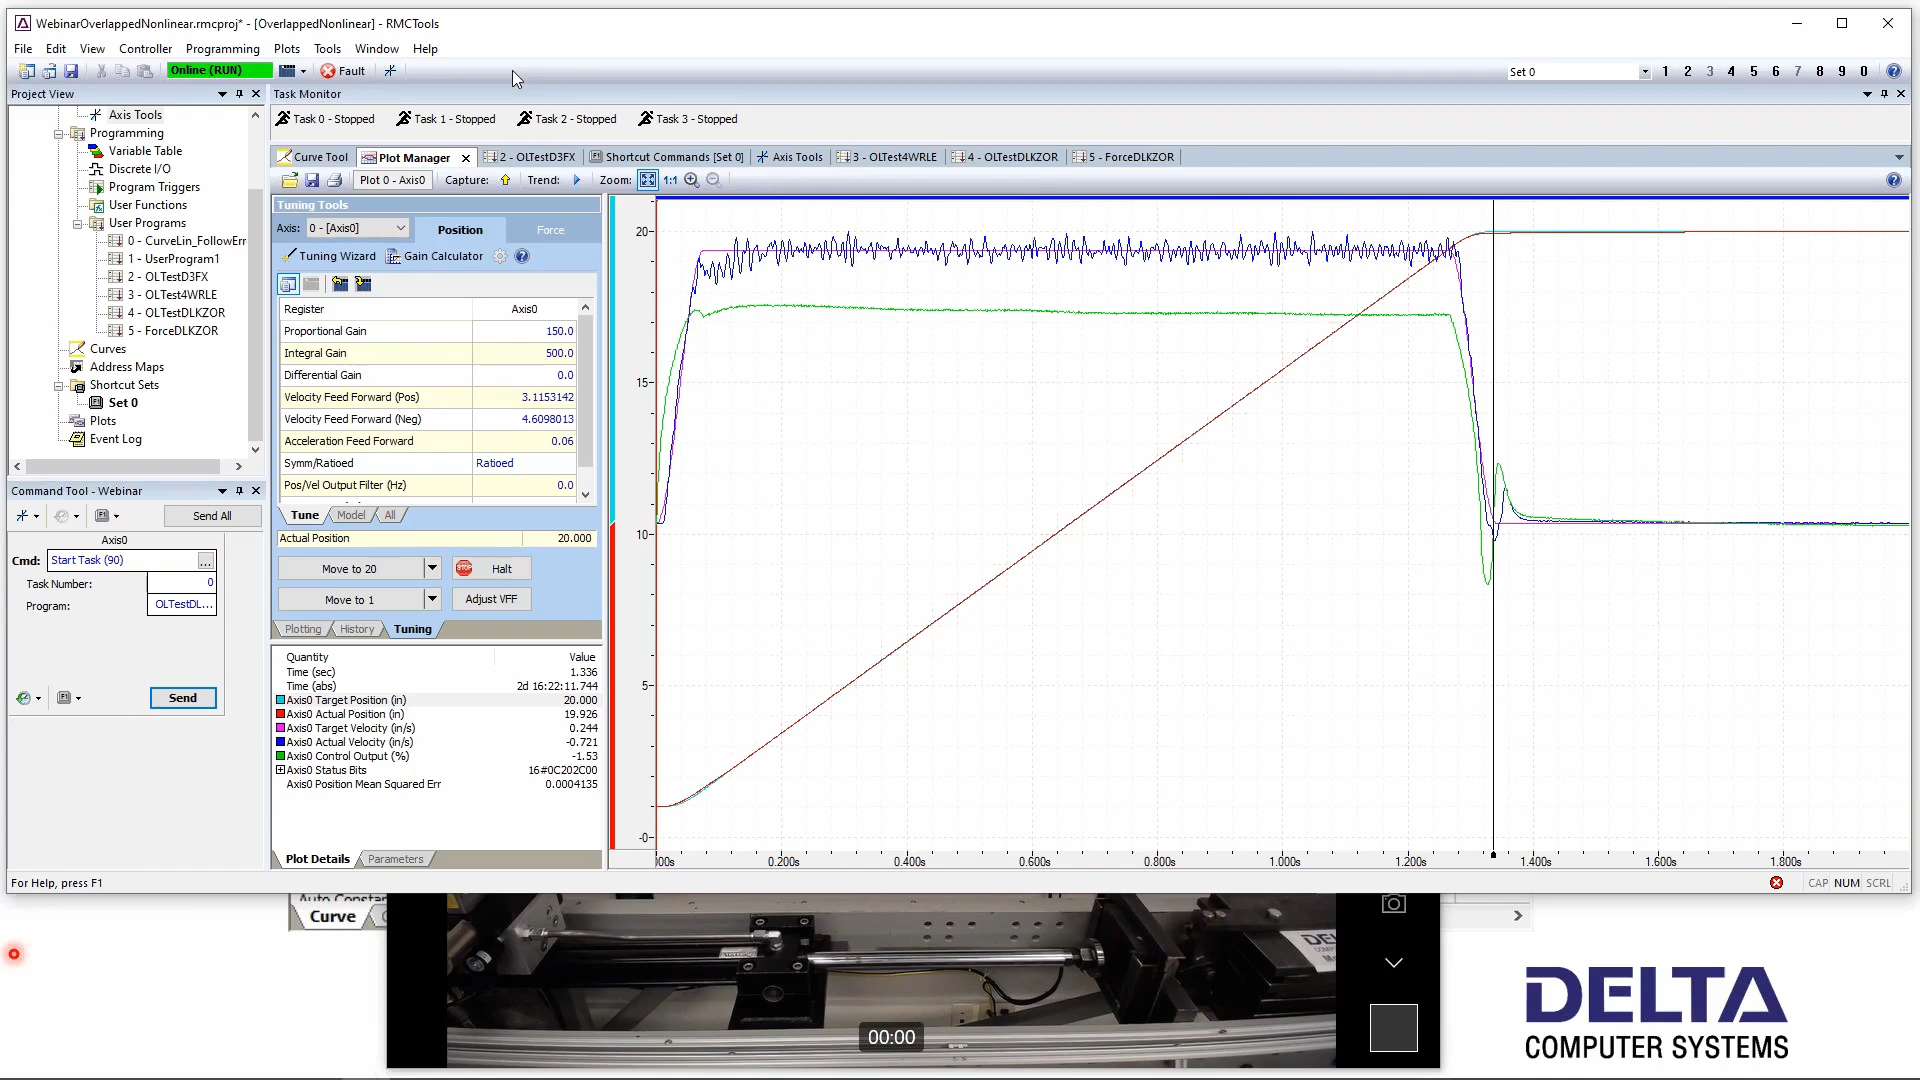 WebinarOverlappedNonlinear.rmcproj* - [OverlappedNonlinear] - RMCTools
File Edit View Controller Programming Plots Tools Window Help
Online (RUN) Fault Set 0 1 2 3 4 5 6 7 8 9 0
Project View
Axis Tools
Programming
Variable Table
Discrete I/O
Program Triggers
User Functions
User Programs
0 - CurveLin_FollowErr
1 - UserProgram1
2 - OLTestD3FX
3 - OLTest4WRLE
4 - OLTestDLKZOR
5 - ForceDLKZOR
Curves
Address Maps
Shortcut Sets
Set 0
Plots
Event Log
Command Tool - Webinar
Send All
Axis0
Cmd: Start Task (90) ...
Task Number: 0
Program: OLTestDL...
Send
Task Monitor
Task 0 - Stopped Task 1 - Stopped Task 2 - Stopped Task 3 - Stopped
Curve Tool Plot Manager 2 - OLTestD3FX Shortcut Commands [Set 0] Axis Tools 3 - OLTest4WRLE 4 - OLTestDLKZOR 5 - ForceDLKZOR
Plot 0 - Axis0 Capture: Trend: Zoom: 1:1
Tuning Tools
Axis: 0 - [Axis0] Position Force
Tuning Wizard Gain Calculator
Register Axis0
Proportional Gain 150.0
Integral Gain 500.0
Differential Gain 0.0
Velocity Feed Forward (Pos) 3.1153142
Velocity Feed Forward (Neg) 4.6098013
Acceleration Feed Forward 0.06
Symm/Ratioed Ratioed
Pos/Vel Output Filter (Hz) 0.0
Tune Model All
Actual Position 20.000
Move to 20 STOP Halt
Move to 1 Adjust VFF
Plotting History Tuning
Quantity Value
Time (sec) 1.336
Time (abs) 2d 16:22:11.744
Axis0 Target Position (in) 20.000
Axis0 Actual Position (in) 19.926
Axis0 Target Velocity (in/s) 0.244
Axis0 Actual Velocity (in/s) -0.721
Axis0 Control Output (%) -1.53
Axis0 Status Bits 16#0C202C00
Axis0 Position Mean Squared Err 0.0004135
Plot Details Parameters
20
15
10
5
-0
00s 0.200s 0.400s 0.600s 0.800s 1.000s 1.200s 1.400s 1.600s 1.800s
For Help, press F1 CAP NUM SCRL
Auto Constar
Curve
00:00
DELTA
COMPUTER SYSTEMS